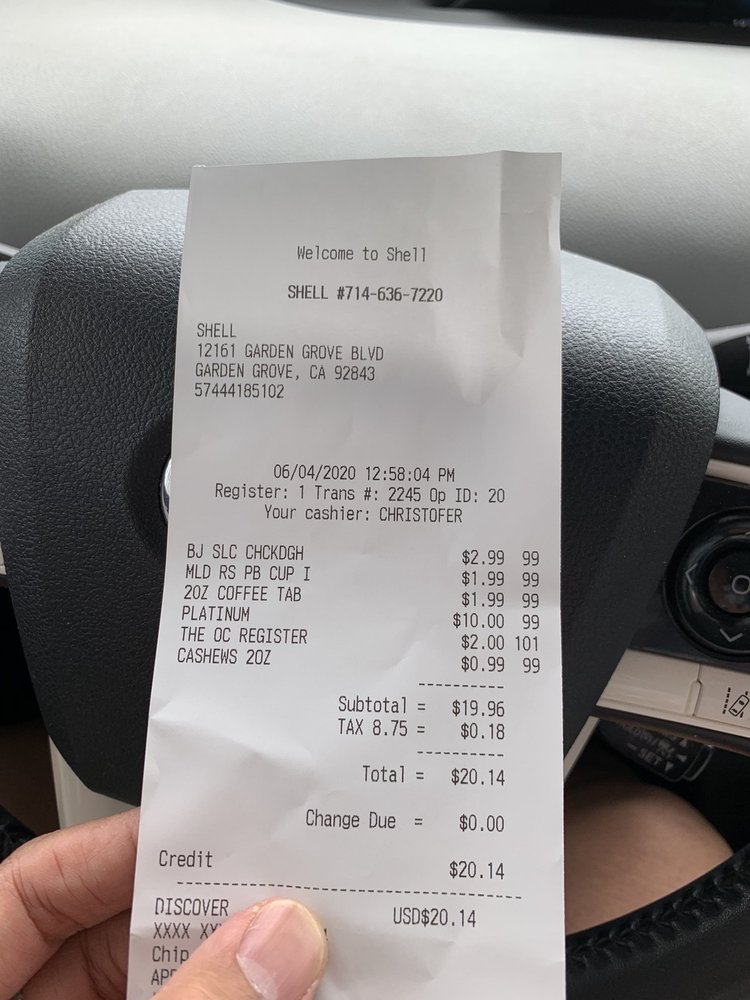 Welcome to Shell
SHELL #714-636-7220
SHELL
12161 GARDEN GROVE BLVD
GARDEN GROVE, CA 92843
57444185102
06/04/2020 12:58:04 PM
Register: 1 Trans #: 2245 Op ID: 20
Your cashier: CHRISTOFER
BJ SLC CHCKDGH $2.99 99
MLD RS PB CUP I $1.99 99
2OZ COFFEE TAB $1.99 99
PLATINUM $10.00 99
THE OC REGISTER $2.00 101
CASHEWS 2OZ $0.99 99
----------
Subtotal = $19.96
TAX 8.75 = $0.18
----------
Total = $20.14
Change Due = $0.00
Credit $20.14
DISCOVER USD$20.14
XXXX
Chip
SET